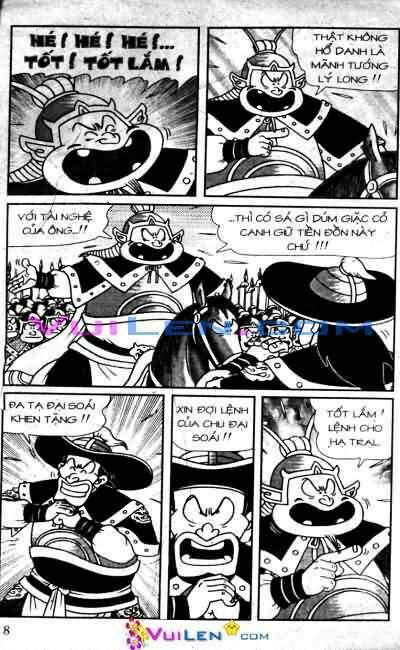 HÉ! HÉ! HÉ!...
TỐT! TỐT LẮM!
THẬT KHÔNG
HỔ DANH LÀ
MÃNH TƯỚNG
LÝ LONG!!
VỚI TÀI NGHỆ
CỦA ÔNG..!!
..THÌ CÓ SÁ GÌ DÚM GIẶC CỎ
CANH GIỮ TIỀN ĐỒN NÀY
CHỨ!!!
VUILEN.COM
ĐA TẠ ĐẠI SOÁI
KHEN TẶNG!!
XIN ĐỢI LỆNH
CỦA CHU ĐẠI
SOÁI!!
TỐT LẮM!
LỆNH CHO
HẠ TRẠI.
8
VUILEN.COM